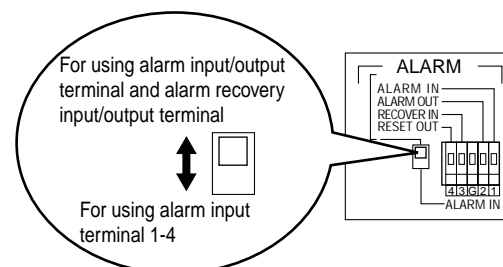 For using alarm input/output
terminal and alarm recovery
input/output terminal
For using alarm input
terminal 1-4
ALARM
ALARM IN
ALARM OUT
RECOVER IN
RESET OUT
4 3 G 2 1
ALARM IN